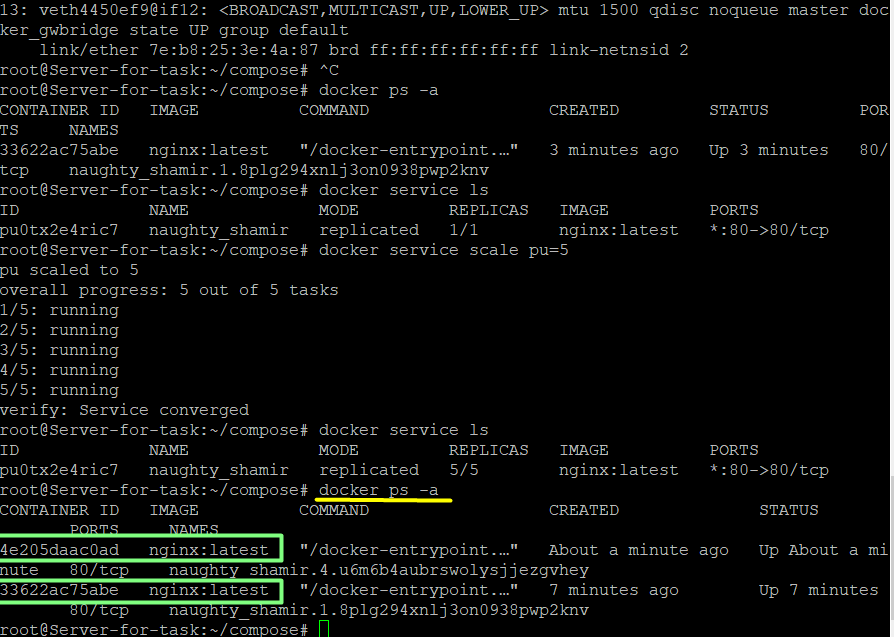 13: veth4450ef9@if12: <BROADCAST,MULTICAST,UP,LOWER_UP> mtu 1500 qdisc noqueue master doc
ker_gwbridge state UP group default
    link/ether 7e:b8:25:3e:4a:87 brd ff:ff:ff:ff:ff:ff link-netnsid 2
root@Server-for-task:~/compose# ^C
root@Server-for-task:~/compose# docker ps -a
CONTAINER ID   IMAGE          COMMAND                  CREATED         STATUS         POR
TS     NAMES
33622ac75abe   nginx:latest   "/docker-entrypoint.…"   3 minutes ago   Up 3 minutes   80/
tcp    naughty_shamir.1.8plg294xnlj3on0938pwp2knv
root@Server-for-task:~/compose# docker service ls
ID             NAME             MODE         REPLICAS   IMAGE          PORTS
pu0tx2e4ric7   naughty_shamir   replicated   1/1        nginx:latest   *:80->80/tcp
root@Server-for-task:~/compose# docker service scale pu=5
pu scaled to 5
overall progress: 5 out of 5 tasks
1/5: running
2/5: running
3/5: running
4/5: running
5/5: running
verify: Service converged
root@Server-for-task:~/compose# docker service ls
ID             NAME             MODE         REPLICAS   IMAGE          PORTS
pu0tx2e4ric7   naughty_shamir   replicated   5/5        nginx:latest   *:80->80/tcp
root@Server-for-task:~/compose# docker ps -a
CONTAINER ID   IMAGE          COMMAND                  CREATED              STATUS
       PORTS     NAMES
4e205daac0ad   nginx:latest   "/docker-entrypoint.…"   About a minute ago   Up About a mi
nute   80/tcp    naughty_shamir.4.u6m6b4aubrswolysjjezgvhey
33622ac75abe   nginx:latest   "/docker-entrypoint.…"   7 minutes ago        Up 7 minutes
       80/tcp    naughty_shamir.1.8plg294xnlj3on0938pwp2knv
root@Server-for-task:~/compose#